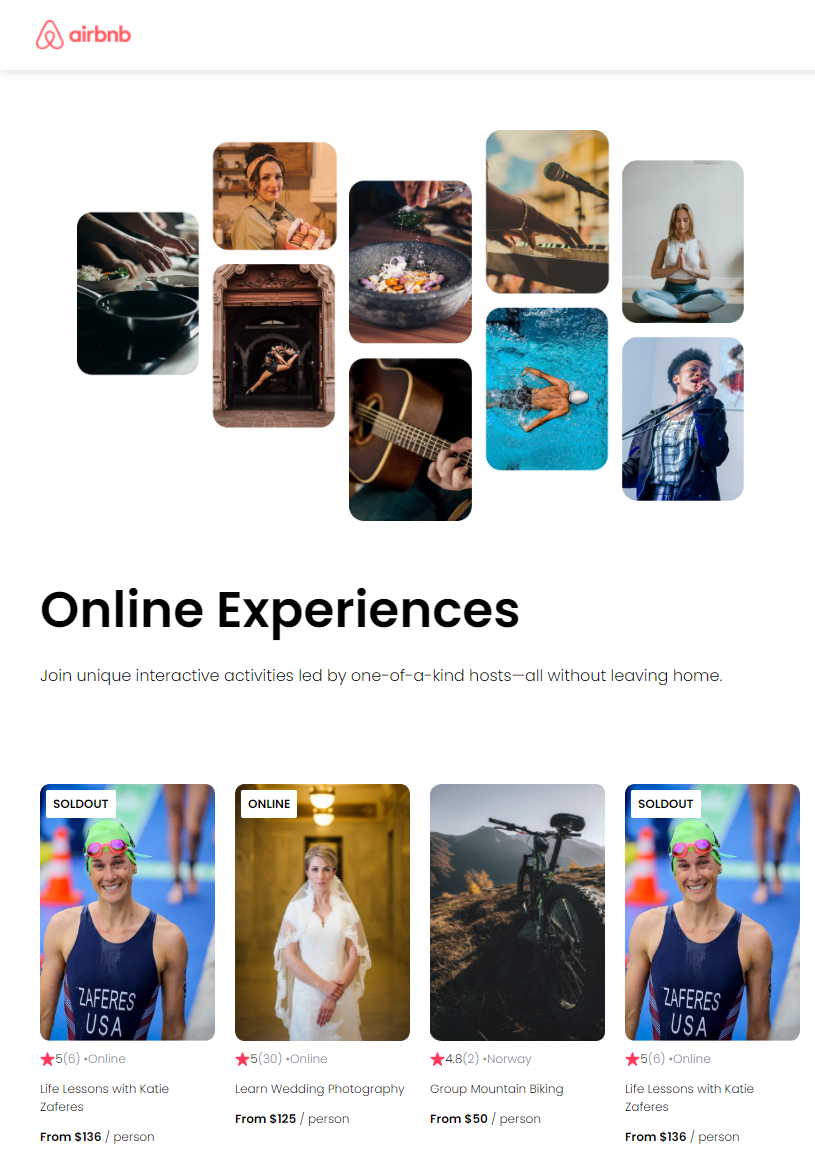 airbnb
Online Experiences
Join unique interactive activities led by one-of-a-kind hosts—all without leaving home.
SOLDOUT
ZAFERES
USA
5(6) •Online
Life Lessons with Katie
Zaferes
From $136 / person
ONLINE
5(30) •Online
Learn Wedding Photography
From $125 / person
4.8(2) •Norway
Group Mountain Biking
From $50 / person
SOLDOUT
ZAFERES
USA
5(6) •Online
Life Lessons with Katie
Zaferes
From $136 / person